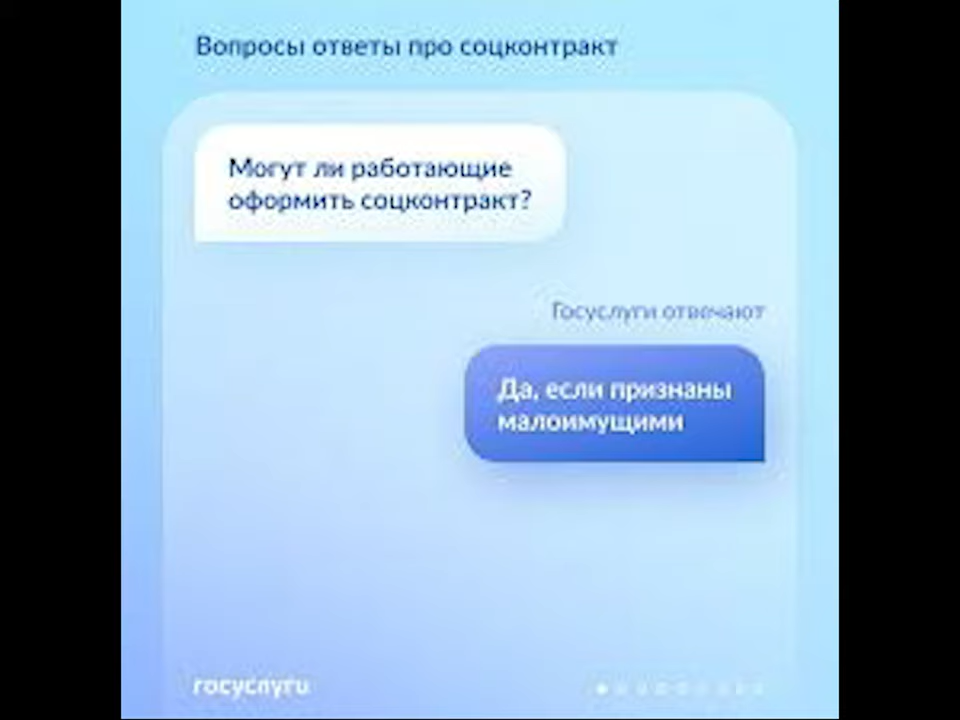 Вопросы ответы про соцконтракт
Могут ли работающие
оформить соцконтракт?
Госуслуги отвечают
Да, если признаны
малоимущими
госуслуги